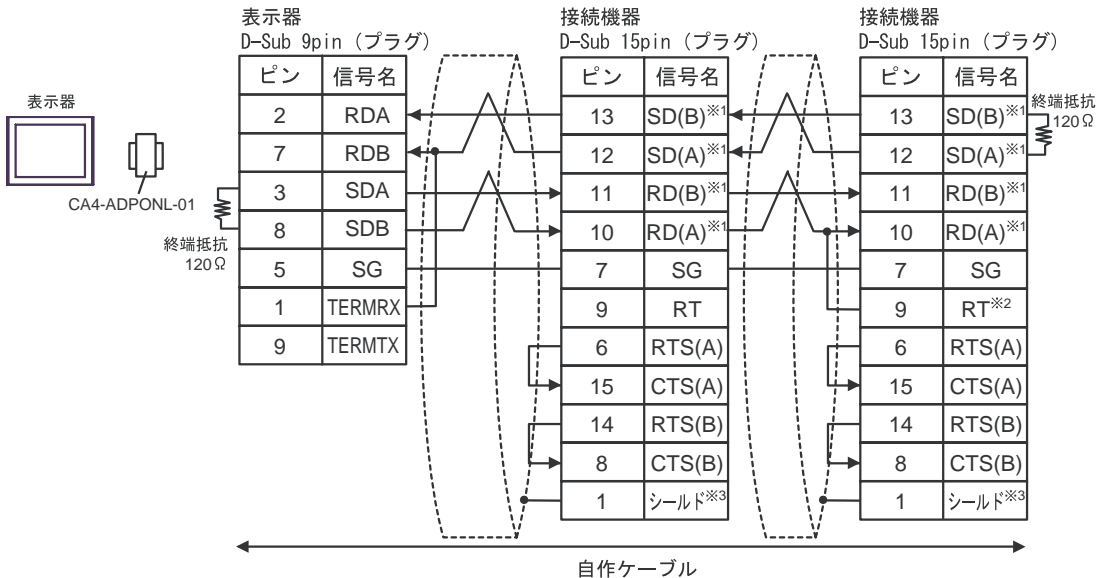 表示器
CA4-ADPONL-01
終端抵抗
120Ω
表示器
D-Sub 9pin (プラグ)
ピン 信号名
2 RDA
7 RDB
3 SDA
8 SDB
5 SG
1 TERMRX
9 TERMTX
接続機器
D-Sub 15pin (プラグ)
ピン 信号名
13 SD(B)※1
12 SD(A)※1
11 RD(B)※1
10 RD(A)※1
7 SG
9 RT
6 RTS(A)
15 CTS(A)
14 RTS(B)
8 CTS(B)
1 シールド※3
接続機器
D-Sub 15pin (プラグ)
ピン 信号名
13 SD(B)※1
12 SD(A)※1
11 RD(B)※1
10 RD(A)※1
7 SG
9 RT※2
6 RTS(A)
15 CTS(A)
14 RTS(B)
8 CTS(B)
1 シールド※3
終端抵抗
120Ω
自作ケーブル